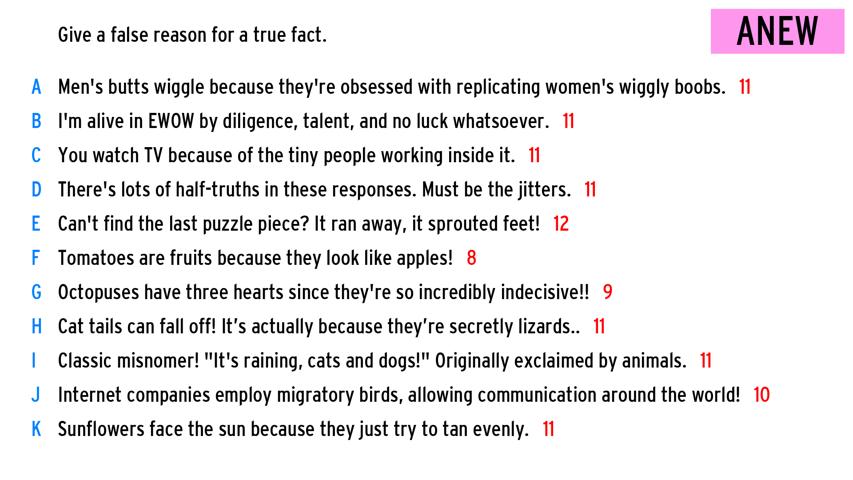 Give a false reason for a true fact.
ANEW
A Men's butts wiggle because they're obsessed with replicating women's wiggly boobs. 11
B I'm alive in EWOW by diligence, talent, and no luck whatsoever. 11
C You watch TV because of the tiny people working inside it. 11
D There's lots of half-truths in these responses. Must be the jitters. 11
E Can't find the last puzzle piece? It ran away, it sprouted feet! 12
F Tomatoes are fruits because they look like apples! 8
G Octopuses have three hearts since they're so incredibly indecisive!! 9
H Cat tails can fall off! It’s actually because they’re secretly lizards.. 11
I Classic misnomer! "It's raining, cats and dogs!" Originally exclaimed by animals. 11
J Internet companies employ migratory birds, allowing communication around the world! 10
K Sunflowers face the sun because they just try to tan evenly. 11